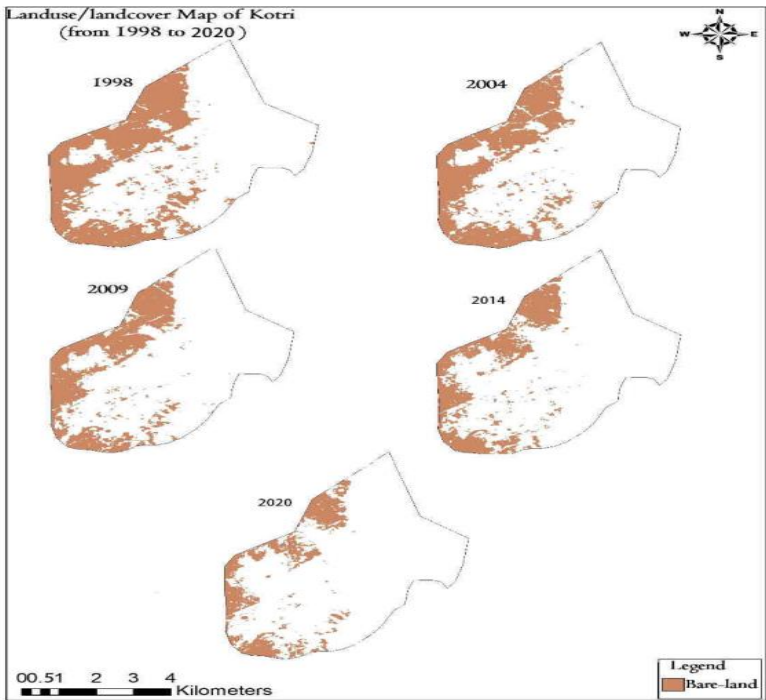 Landuse/landcover Map of Kotri
(from 1998 to 2020)
N
W E
S
1998
2004
2009
2014
2020
00.51 2 3 4
Kilometers
Legend
Bare-land